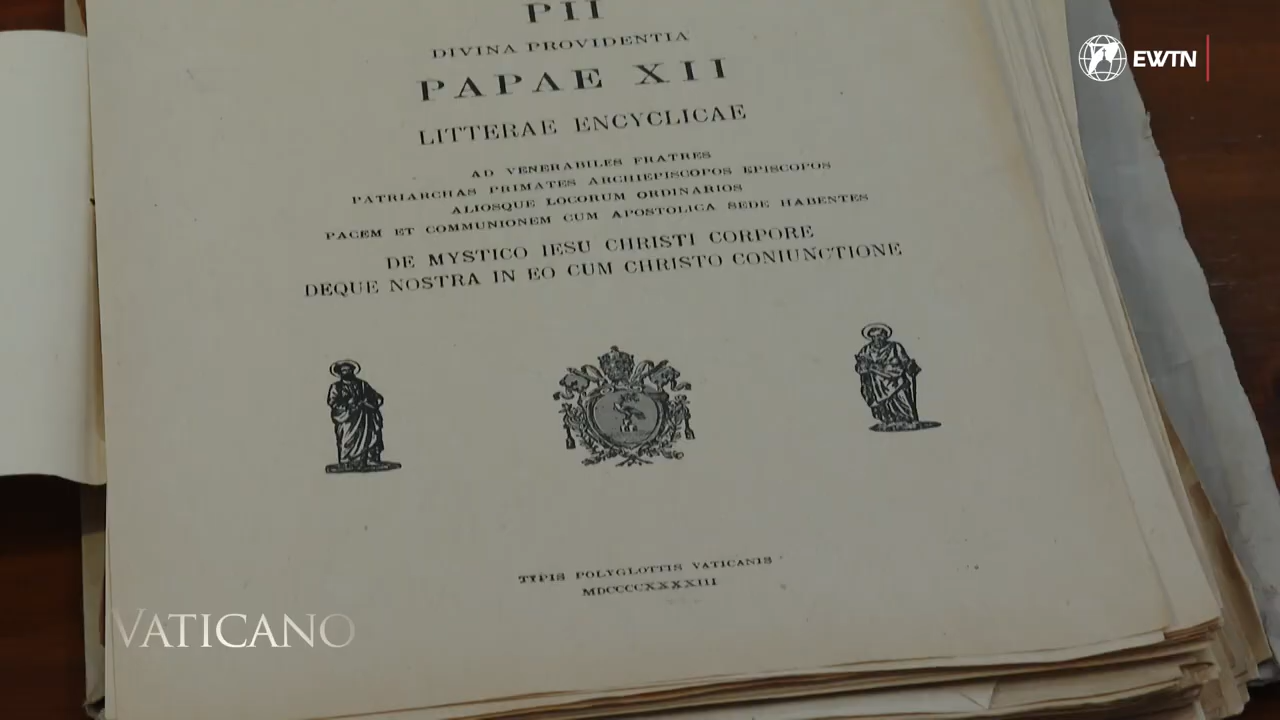 PII
DIVINA PROVIDENTIA
PAPAE XII
LITTERAE ENCYCLICAE
AD VENERABILES FRATRES
PATRIARCHAS PRIMATES ARCHIEPISCOPOS EPISCOPOS
ALIOSQUE LOCORUM ORDINARIOS
PACEM ET COMMUNIONEM CUM APOSTOLICA SEDE HABENTES
DE MYSTICO IESU CHRISTI CORPORE
DEQUE NOSTRA IN EO CUM CHRISTO CONIUNCTIONE
TYPIS POLYGLOTTIS VATICANIS
MDCCCCXXXXIII
EWTN
VATICANO